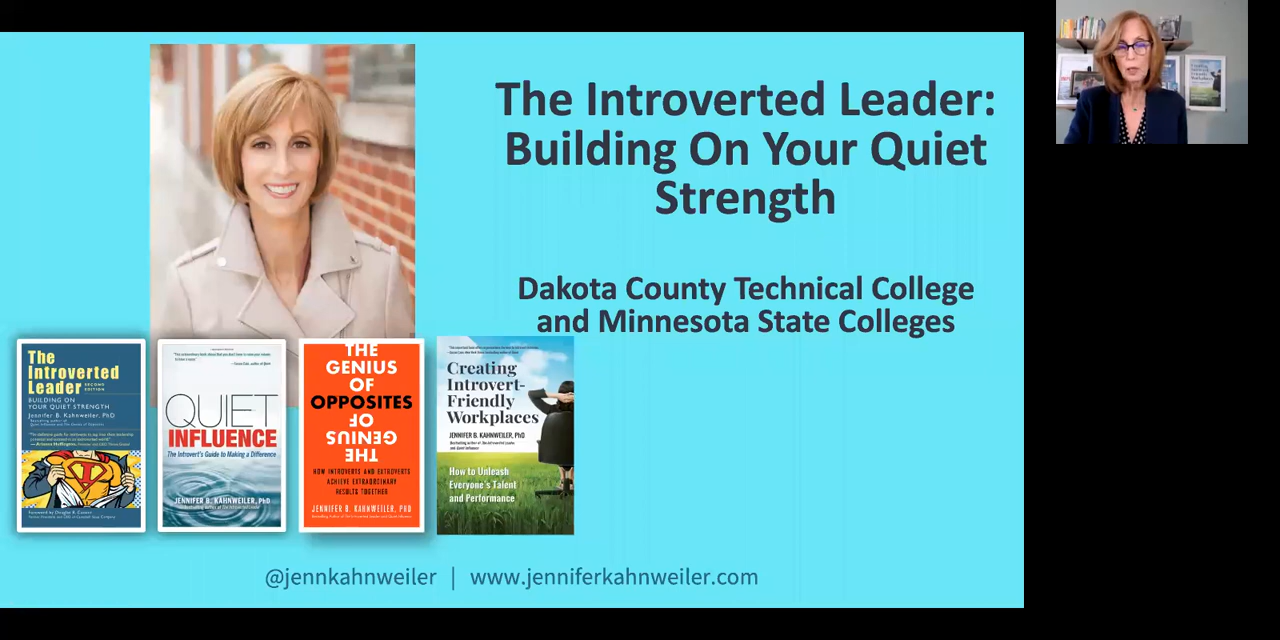 The Introverted Leader:
Building On Your Quiet
Strength
Dakota County Technical College
and Minnesota State Colleges
The
Introverted
Leader SECOND
EDITION
BUILDING ON
YOUR QUIET STRENGTH
Jennifer B. Kahnweiler, PhD
Foreword by Douglas R. Conant
QUIET
INFLUENCE
The Introvert's Guide to Making a Difference
JENNIFER B. KAHNWEILER, PhD
THE
GENIUS
OF
OPPOSITES
OF
GENIUS
THE
HOW INTROVERTS AND EXTROVERTS
ACHIEVE EXTRAORDINARY
RESULTS TOGETHER
JENNIFER B. KAHNWEILER, PHD
Creating
Introvert-
Friendly
Workplaces
JENNIFER B. KAHNWEILER, PhD
How to Unleash
Everyone's Talent
and Performance
@jennkahnweiler | www.jenniferkahnweiler.com